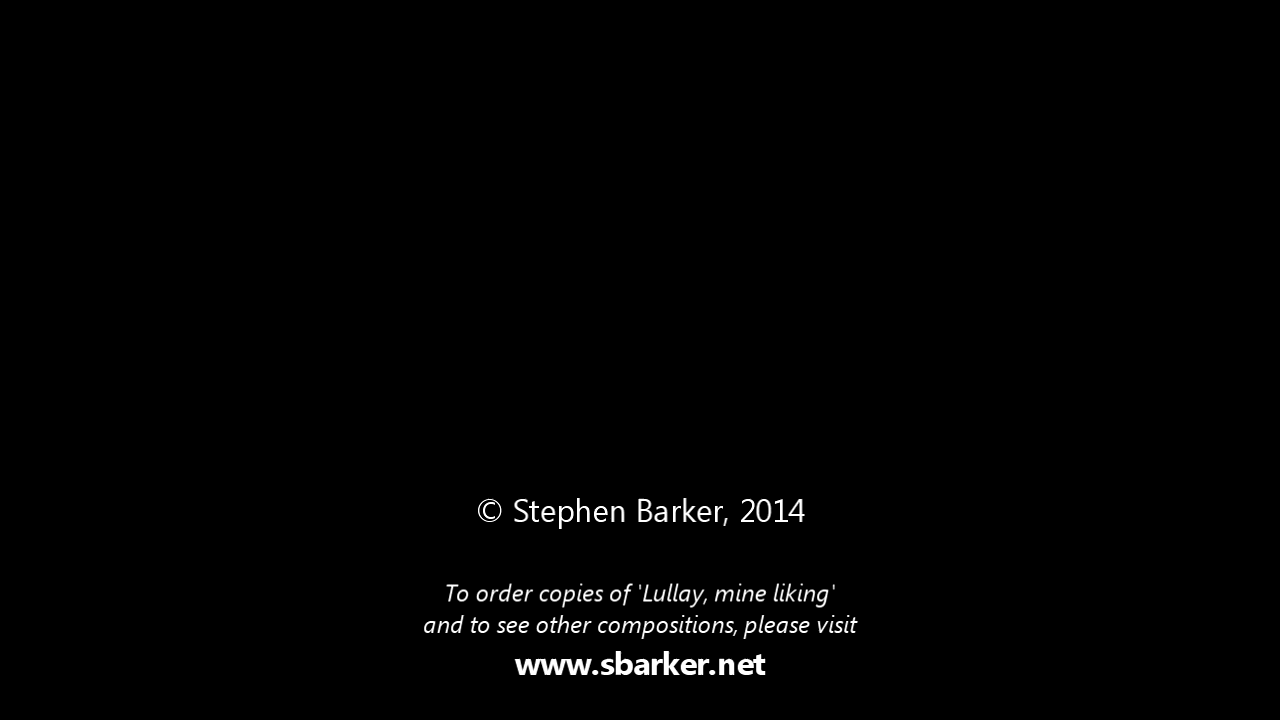 © Stephen Barker, 2014
To order copies of 'Lullay, mine liking'
and to see other compositions, please visit
www.sbarker.net